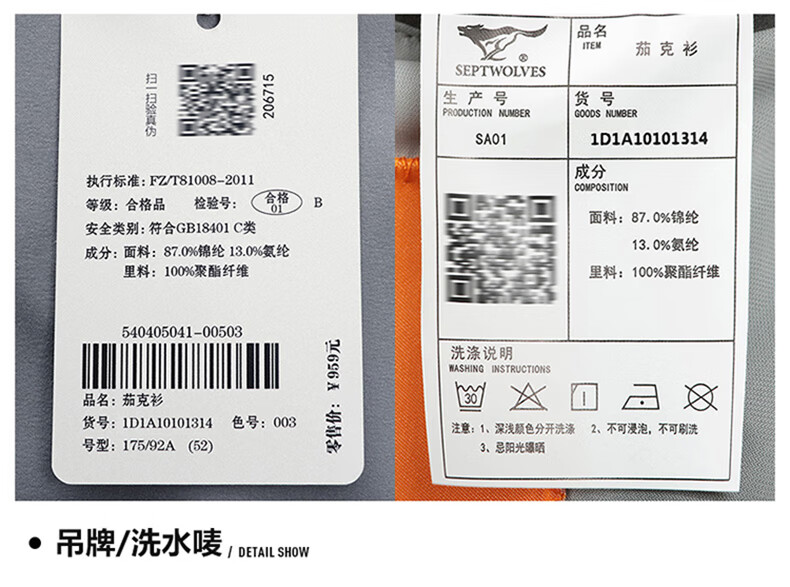 扫一扫验真伪
206715
执行标准: FZ/T81008-2011
等级: 合格品 检验号: 合格 01 B
安全类别: 符合GB18401 C类
成分: 面料: 87.0%锦纶 13.0%氨纶
里料: 100%聚酯纤维
540405041-00503
品名: 茄克衫
货号: 1D1A10101314 色号: 003
号型: 175/92A (52)
零售价: ¥959元
SEPTWOLVES®
品名
ITEM
茄克衫
生产号
PRODUCTION NUMBER
SA01
货号
GOODS NUMBER
1D1A10101314
成分
COMPOSITION
面料: 87.0%锦纶
13.0%氨纶
里料: 100%聚酯纤维
洗涤说明
WASHING INSTRUCTIONS
30
注意: 1、深浅颜色分开洗涤 2、不可浸泡, 不可刷洗
3、忌阳光曝晒
• 吊牌/洗水唛 / DETAIL SHOW